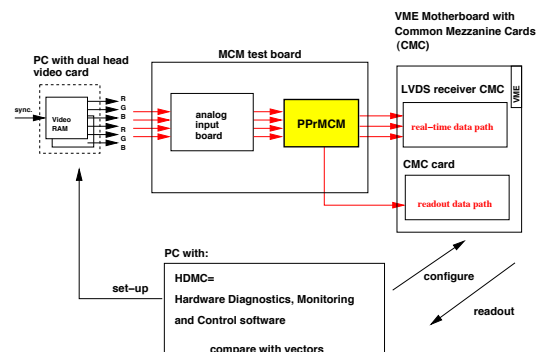 VME Motherboard with
Common Mezzanine Cards
(CMC)
PC with dual head
video card
MCM test board
sync.
Video
RAM
R
G
B
R
G
B
analog
input
board
PPrMCM
LVDS receiver CMC
VME
real-time data path
CMC card
readout data path
PC with:
HDMC=
Hardware Diagnostics, Monitoring
and Control software
compare with vectors
set-up
configure
readout